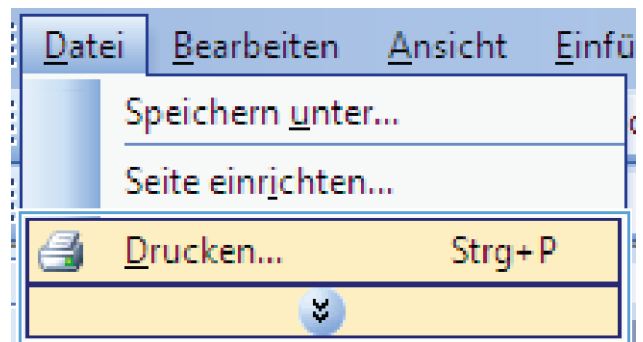 Datei Bearbeiten Ansicht Einfü
Speichern unter...
Seite einrichten...
Drucken... Strg+P